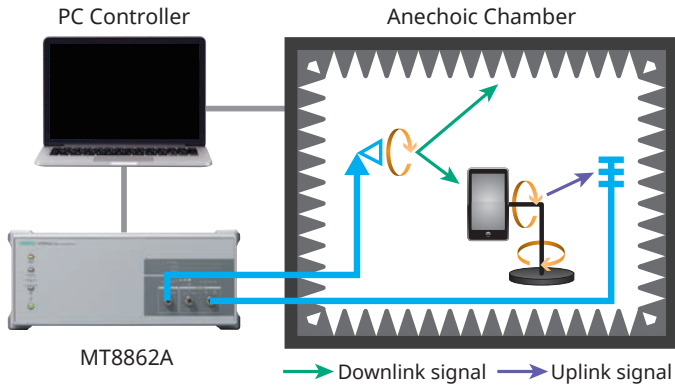 PC Controller
Anechoic Chamber
MT8862A
Downlink signal
Uplink signal